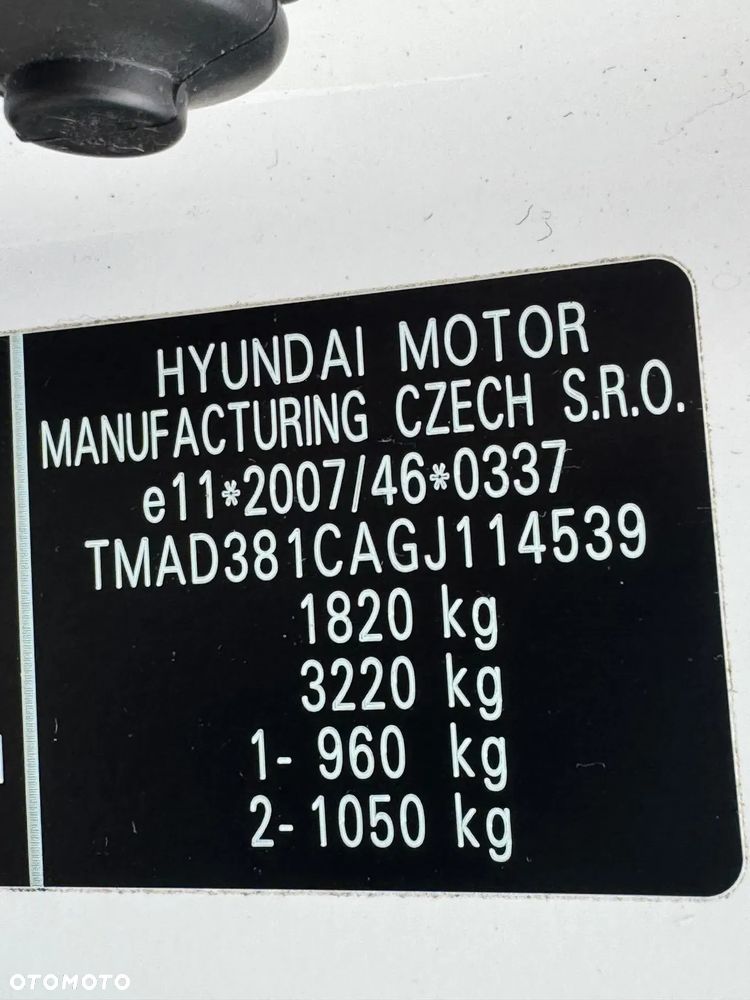 HYUNDAI MOTOR
MANUFACTURING CZECH S.R.O.
e11*2007/46*0337
TMAD381CAGJ114539
1820 kg
3220 kg
1- 960 kg
2- 1050 kg
OTOMOTO